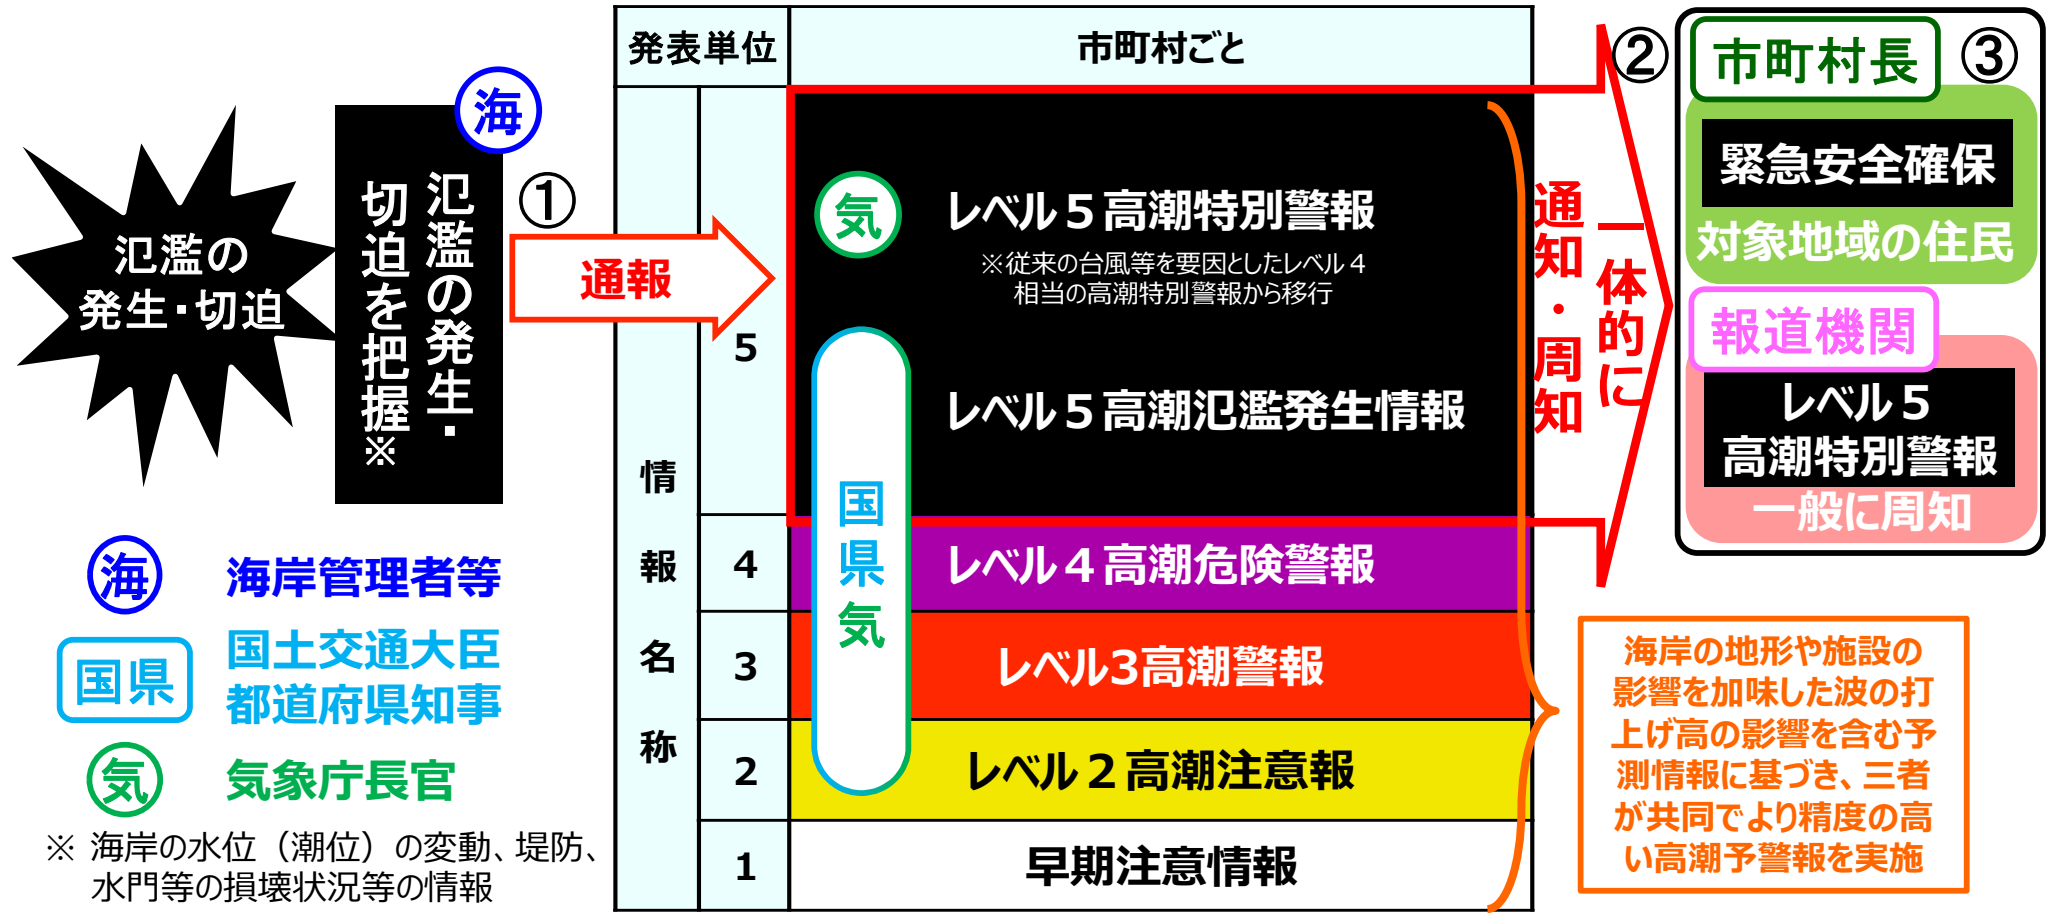 氾濫の
発生・切迫
氾濫の発生・
切迫を把握※
海
①
通報
海
海岸管理者等
国県
国土交通大臣
都道府県知事
気
気象庁長官
※ 海岸の水位（潮位）の変動、堤防、
水門等の損壊状況等の情報
発表単位
市町村ごと
情報名称
5
気
レベル５高潮特別警報
※従来の台風等を要因としたレベル４
相当の高潮特別警報から移行
国県気
レベル５高潮氾濫発生情報
4
レベル４高潮危険警報
3
レベル3高潮警報
2
レベル２高潮注意報
1
早期注意情報
②
一体的に
通知・周知
市町村長
③
緊急安全確保
対象地域の住民
報道機関
レベル５
高潮特別警報
一般に周知
海岸の地形や施設の
影響を加味した波の打
上げ高の影響を含む予
測情報に基づき、三者
が共同でより精度の高
い高潮予警報を実施